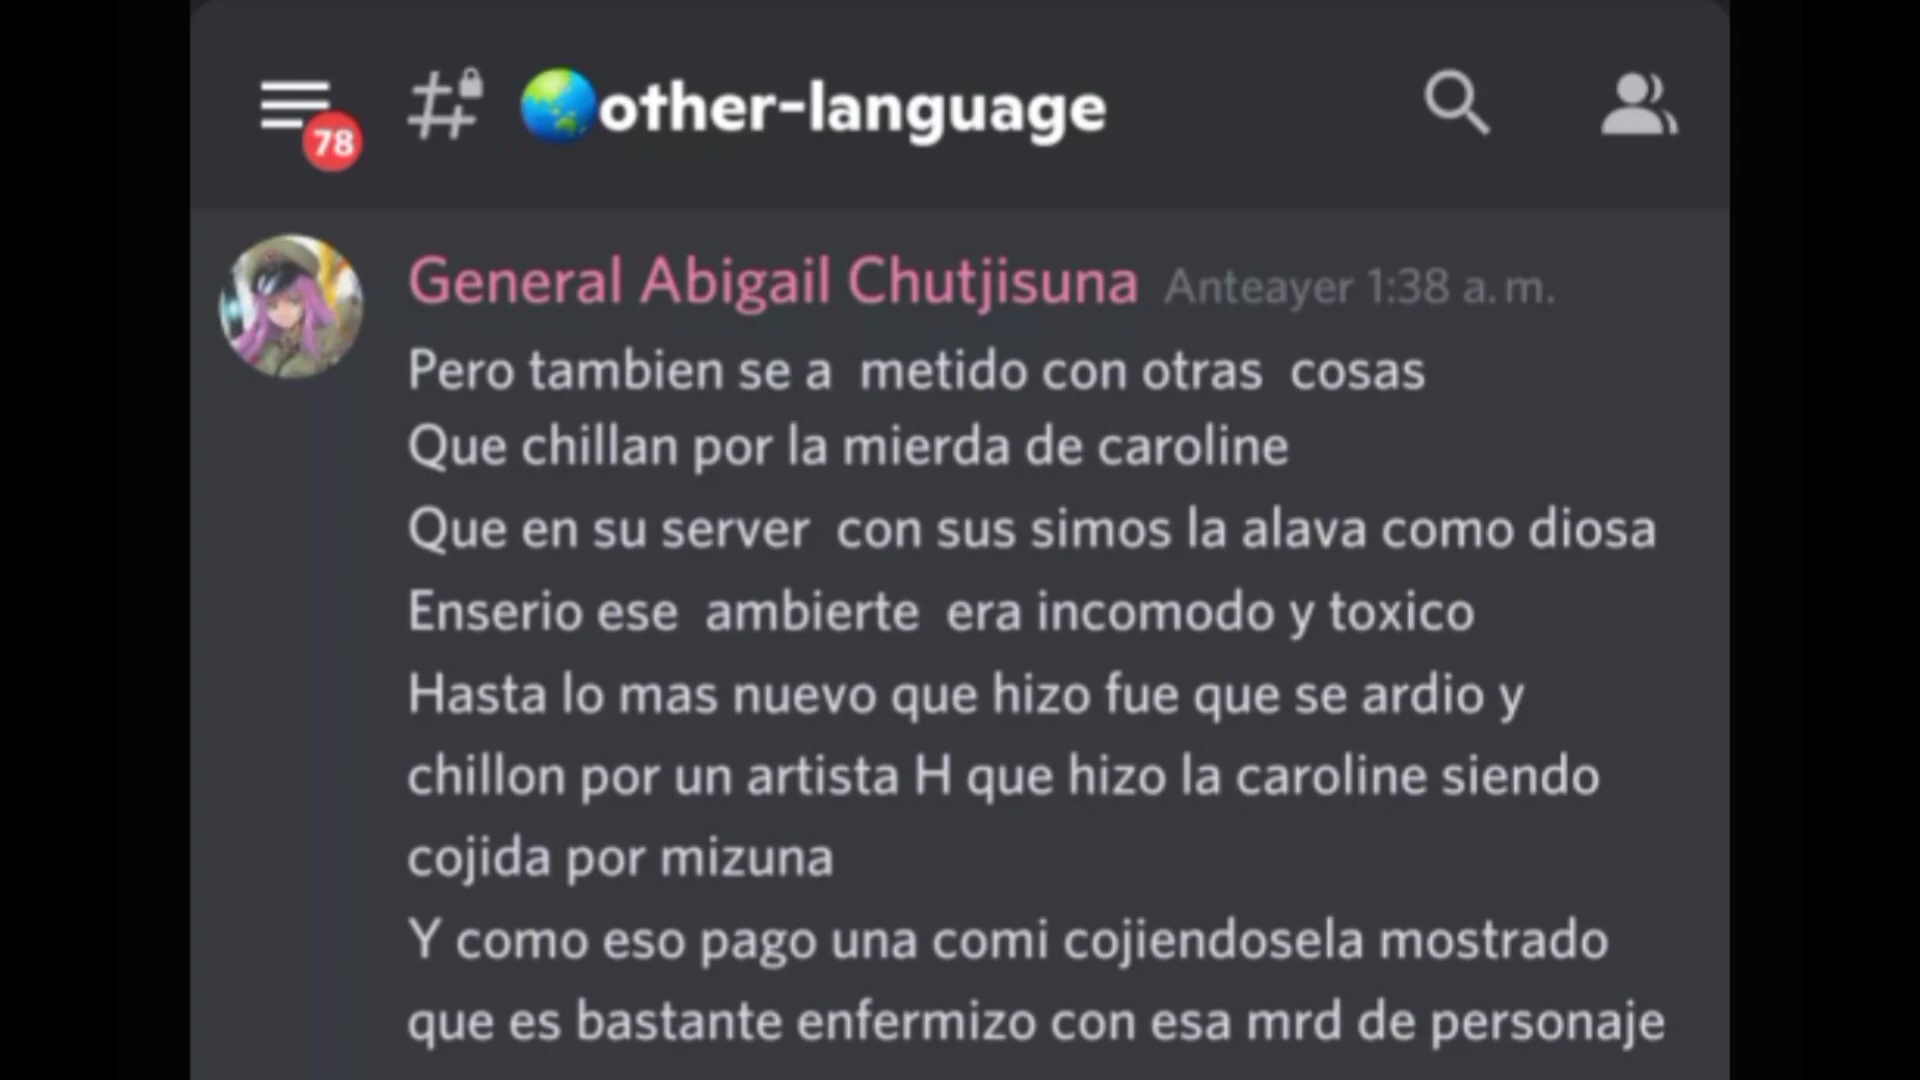 78
other-language
General Abigail Chutjisuna Anteayer 1:38 a. m.
Pero tambien se a metido con otras cosas
Que chillan por la mierda de caroline
Que en su server con sus simos la alava como diosa
Enserio ese ambierte era incomodo y toxico
Hasta lo mas nuevo que hizo fue que se ardio y
chillon por un artista H que hizo la caroline siendo
cojida por mizuna
Y como eso pago una comi cojiendosela mostrado
que es bastante enfermizo con esa mrd de personaje